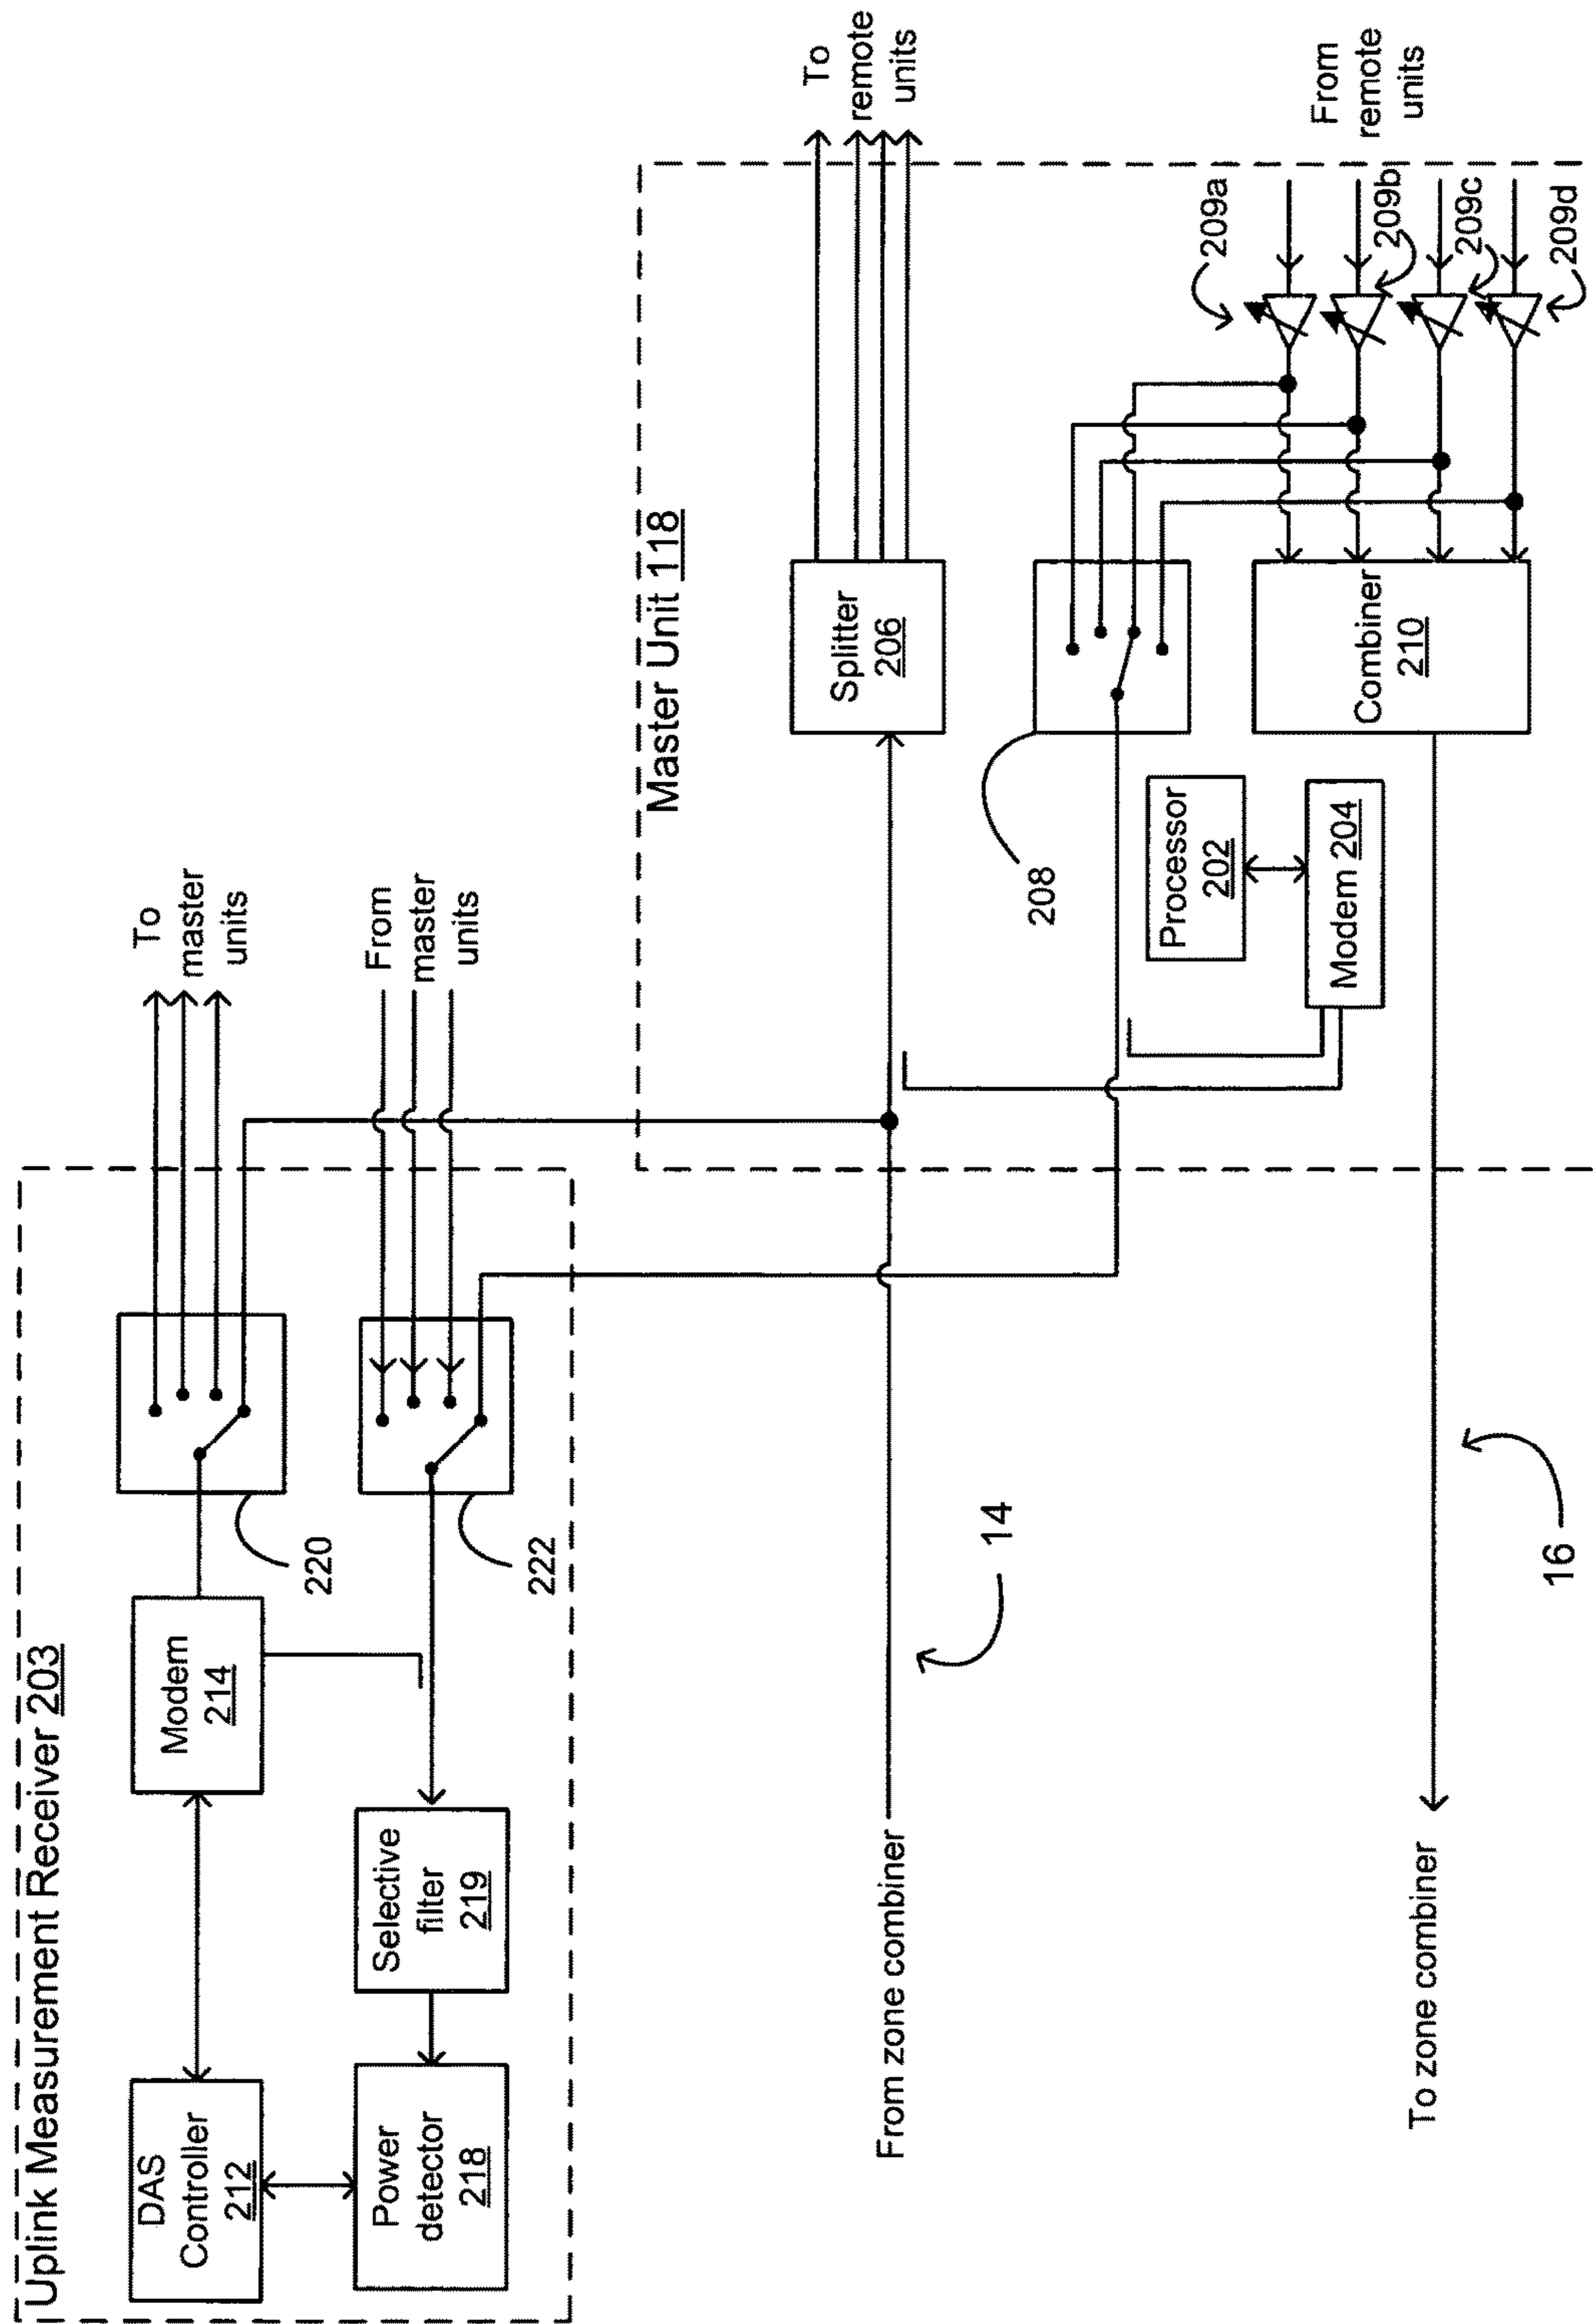 Uplink Measurement Receiver 203
DAS
Controller
212
Modem
214
220
To
master
units
Power
detector
218
Selective
filter
219
222
From
master
units
Master Unit 118
From zone combiner
14
Splitter
206
To
remote
units
208
Processor
202
Modem 204
To zone combiner
16
Combiner
210
209a
209b
209c
209d
From
remote
units